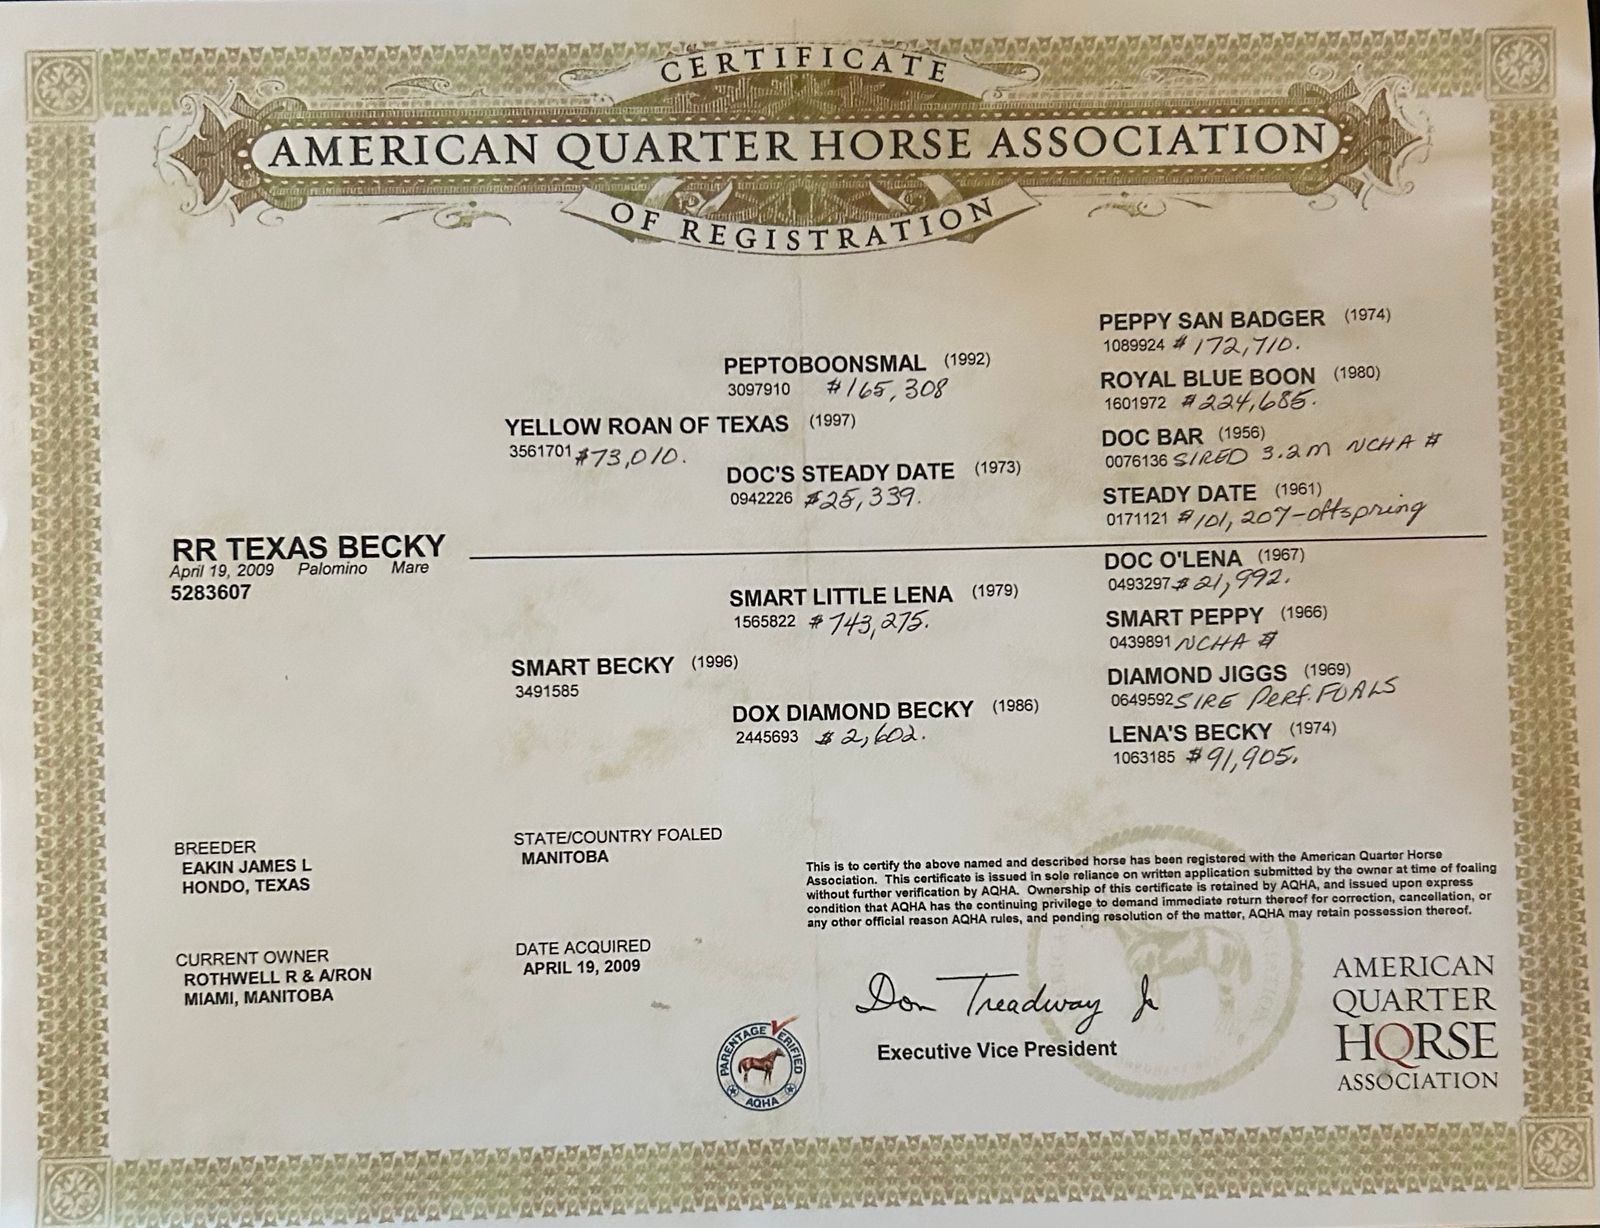 CERTIFICATE
AMERICAN QUARTER HORSE ASSOCIATION
OF REGISTRATION
PEPPY SAN BADGER (1974)
1089924 $172,710.
PEPTOBOONSMAL (1992)
3097910 $165,308
ROYAL BLUE BOON (1980)
1601972 $224,685.
YELLOW ROAN OF TEXAS (1997)
3561701 $73,010.
DOC BAR (1956)
0076136 SIRED 3.2M NCHA $
DOC'S STEADY DATE (1973)
0942226 $25,339.
STEADY DATE (1961)
0171121 $101,207-offspring
RR TEXAS BECKY
April 19, 2009 Palomino Mare
5283607
DOC O'LENA (1967)
0493297 $21,992.
SMART LITTLE LENA (1979)
1565822 $743,275.
SMART PEPPY (1966)
0439891 NCHA $
SMART BECKY (1996)
3491585
DIAMOND JIGGS (1969)
0649592 SIRE Perf. FOALS
DOX DIAMOND BECKY (1986)
2445693 $2,602.
LENA'S BECKY (1974)
1063185 $91,905.
BREEDER
EAKIN JAMES L
HONDO, TEXAS
STATE/COUNTRY FOALED
MANITOBA
CURRENT OWNER
ROTHWELL R & A/RON
MIAMI, MANITOBA
DATE ACQUIRED
APRIL 19, 2009
This is to certify the above named and described horse has been registered with the American Quarter Horse
Association. This certificate is issued in sole reliance on written application submitted by the owner at time of foaling
without further verification by AQHA. Ownership of this certificate is retained by AQHA, and issued upon express
condition that AQHA has the continuing privilege to demand immediate return thereof for correction, cancellation, or
any other official reason AQHA rules, and pending resolution of the matter, AQHA may retain possession thereof.
Don Treadway Jr
Executive Vice President
PARENTAGE VERIFIED
AQHA
AMERICAN
QUARTER
HORSE
ASSOCIATION